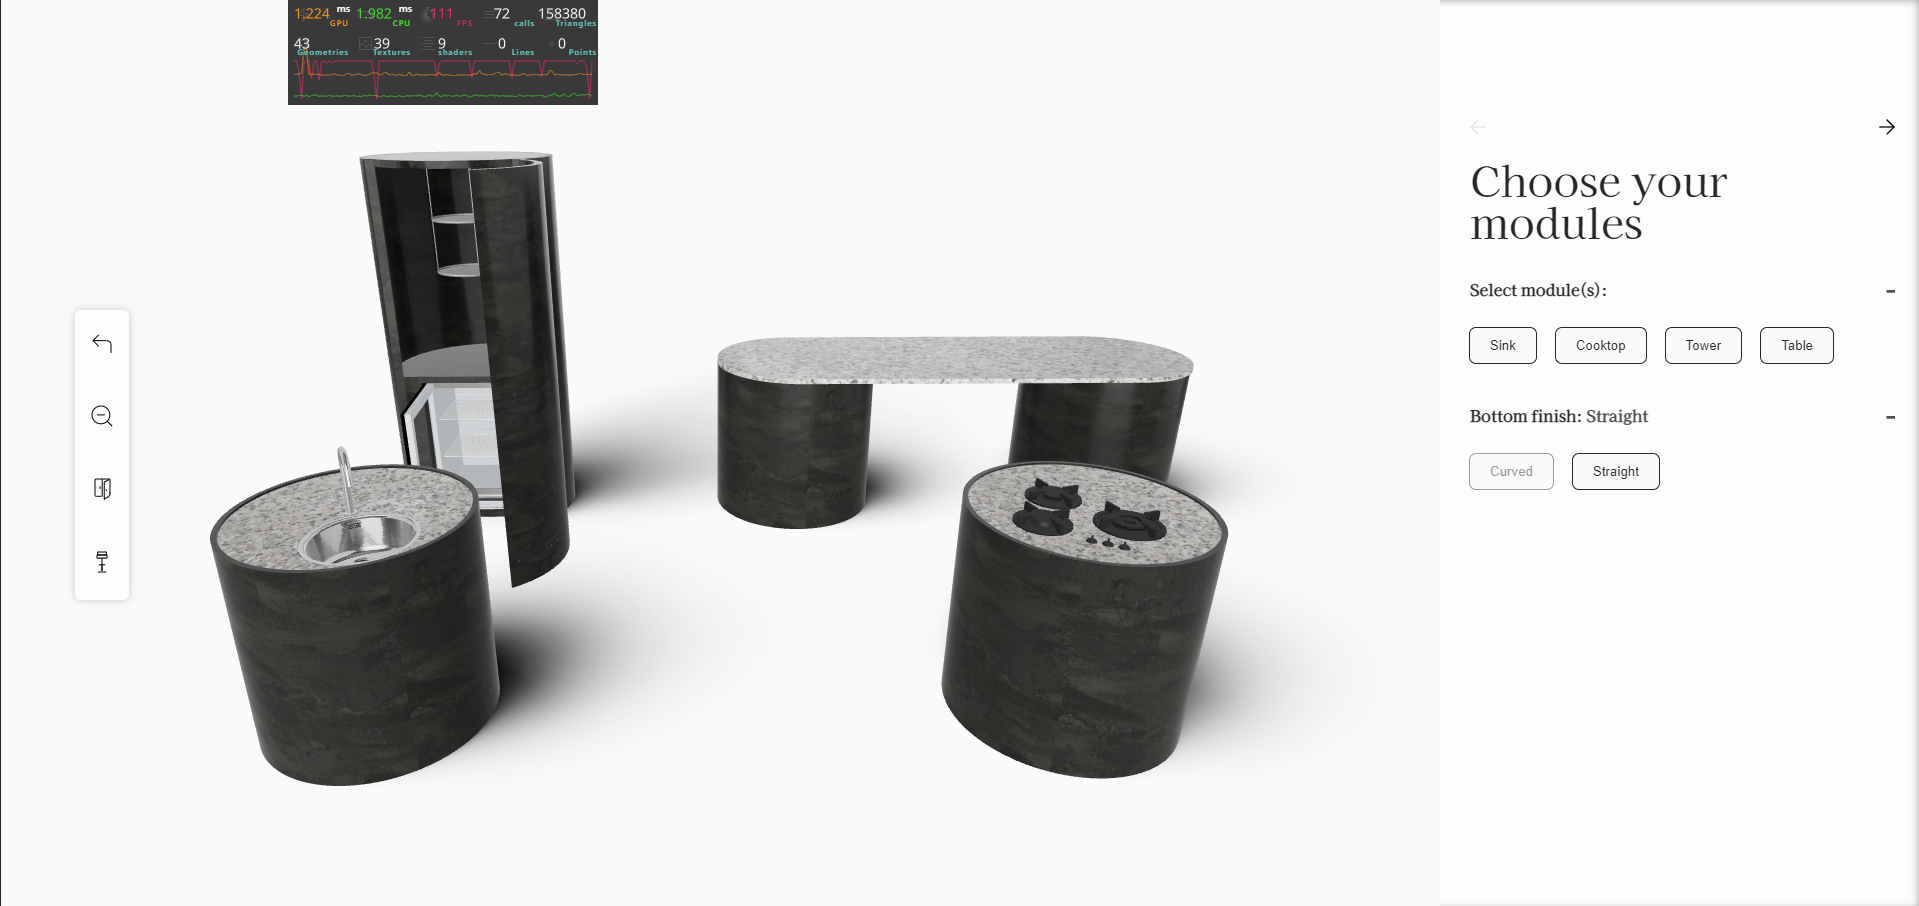 1.224 ms GPU 1.982 ms CPU 111 FPS 72 calls 158380 Triangles
43 Geometries 39 Textures 9 shaders 0 Lines 0 Points
Choose your
modules
Select module(s): -
Sink Cooktop Tower Table
Bottom finish: Straight -
Curved Straight